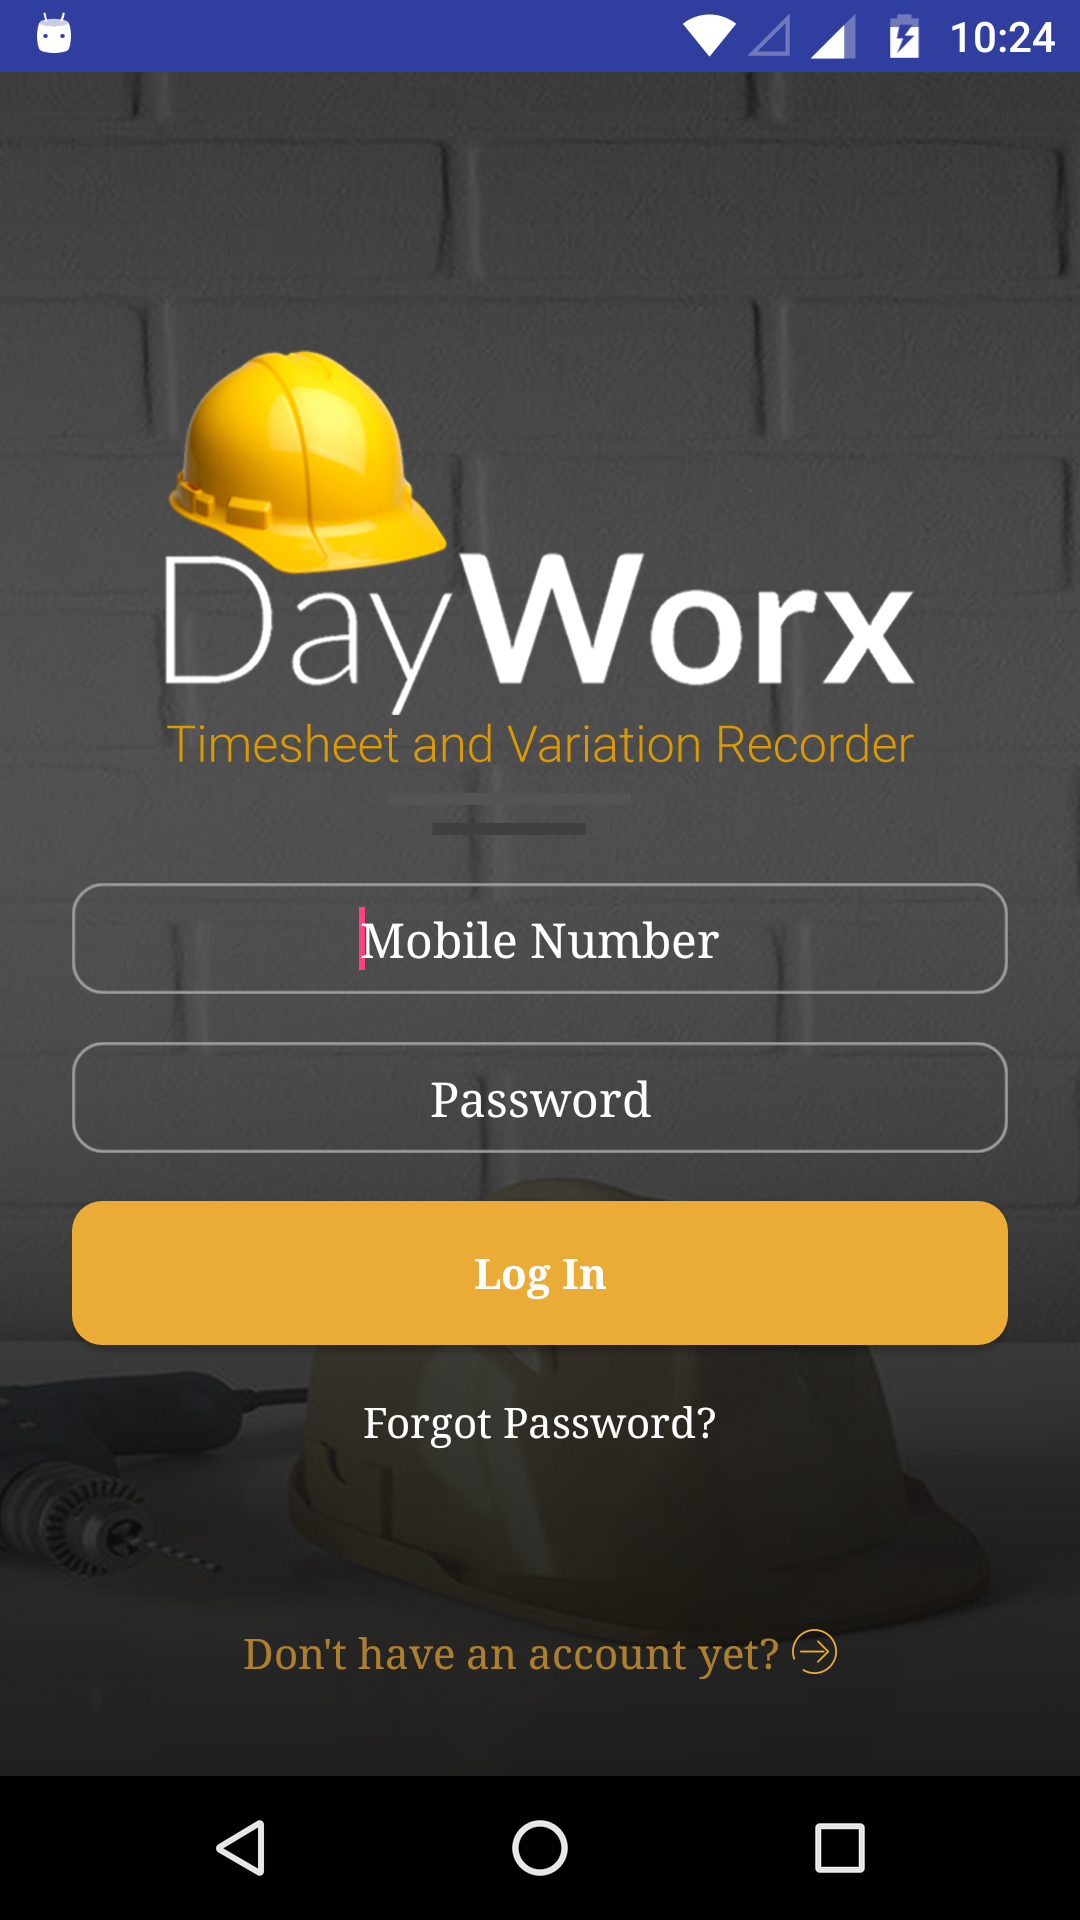 10:24
DayWorx
Timesheet and Variation Recorder
Mobile Number
Password
Log In
Forgot Password?
Don't have an account yet?